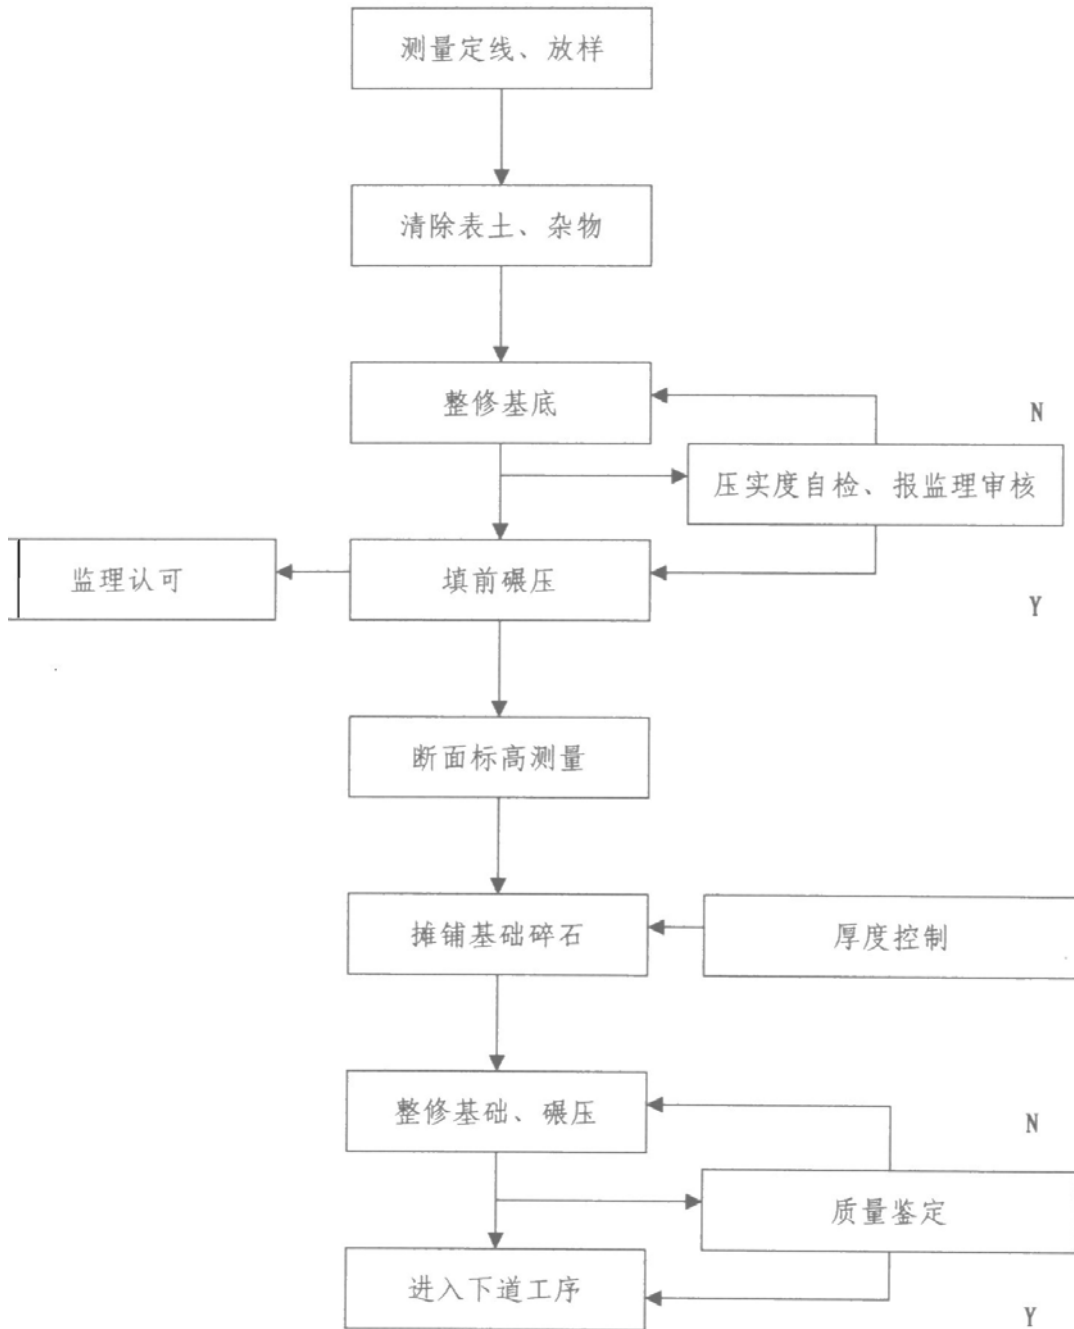 测量定线、放样
清除表土、杂物
整修基底
N
压实度自检、报监理审核
监理认可
填前碾压
Y
断面标高测量
摊铺基础碎石
厚度控制
整修基础、碾压
N
质量鉴定
进入下道工序
Y